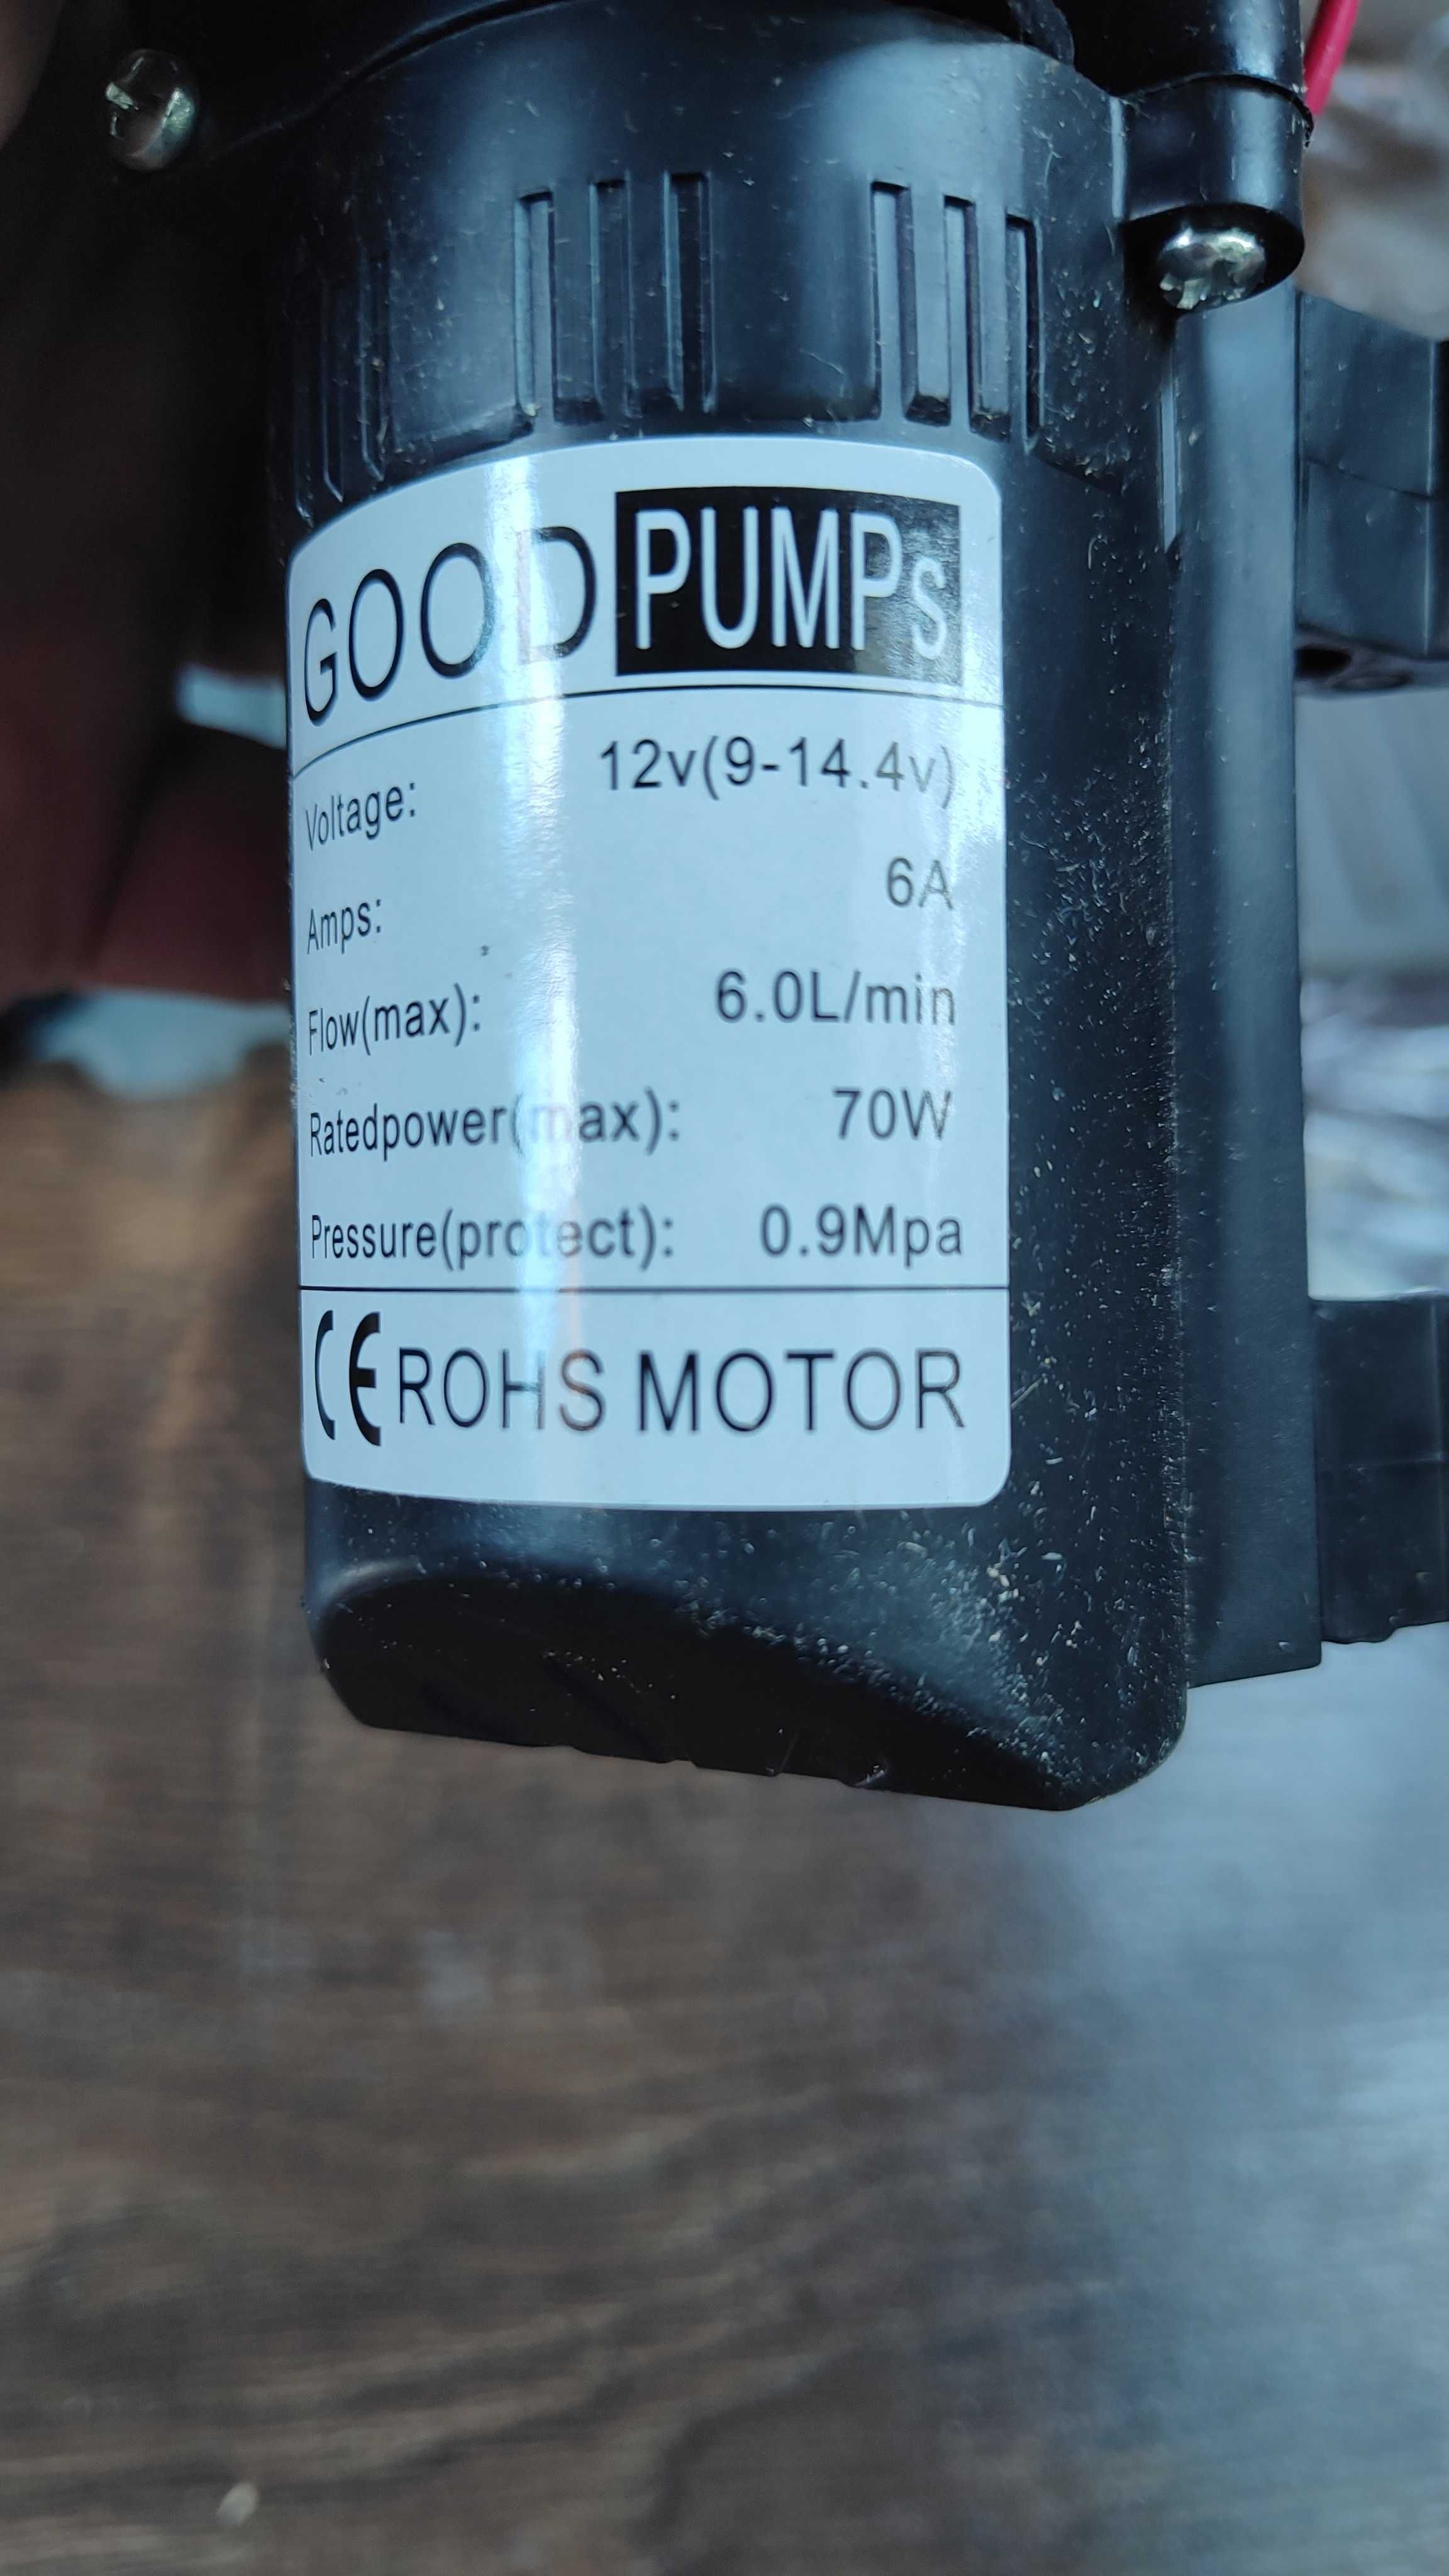 GOOD PUMPs
Voltage: 12v(9-14.4v)
Amps: 6A
Flow(max): 6.0L/min
Ratedpower(max): 70W
Pressure(protect): 0.9Mpa
CE ROHS MOTOR